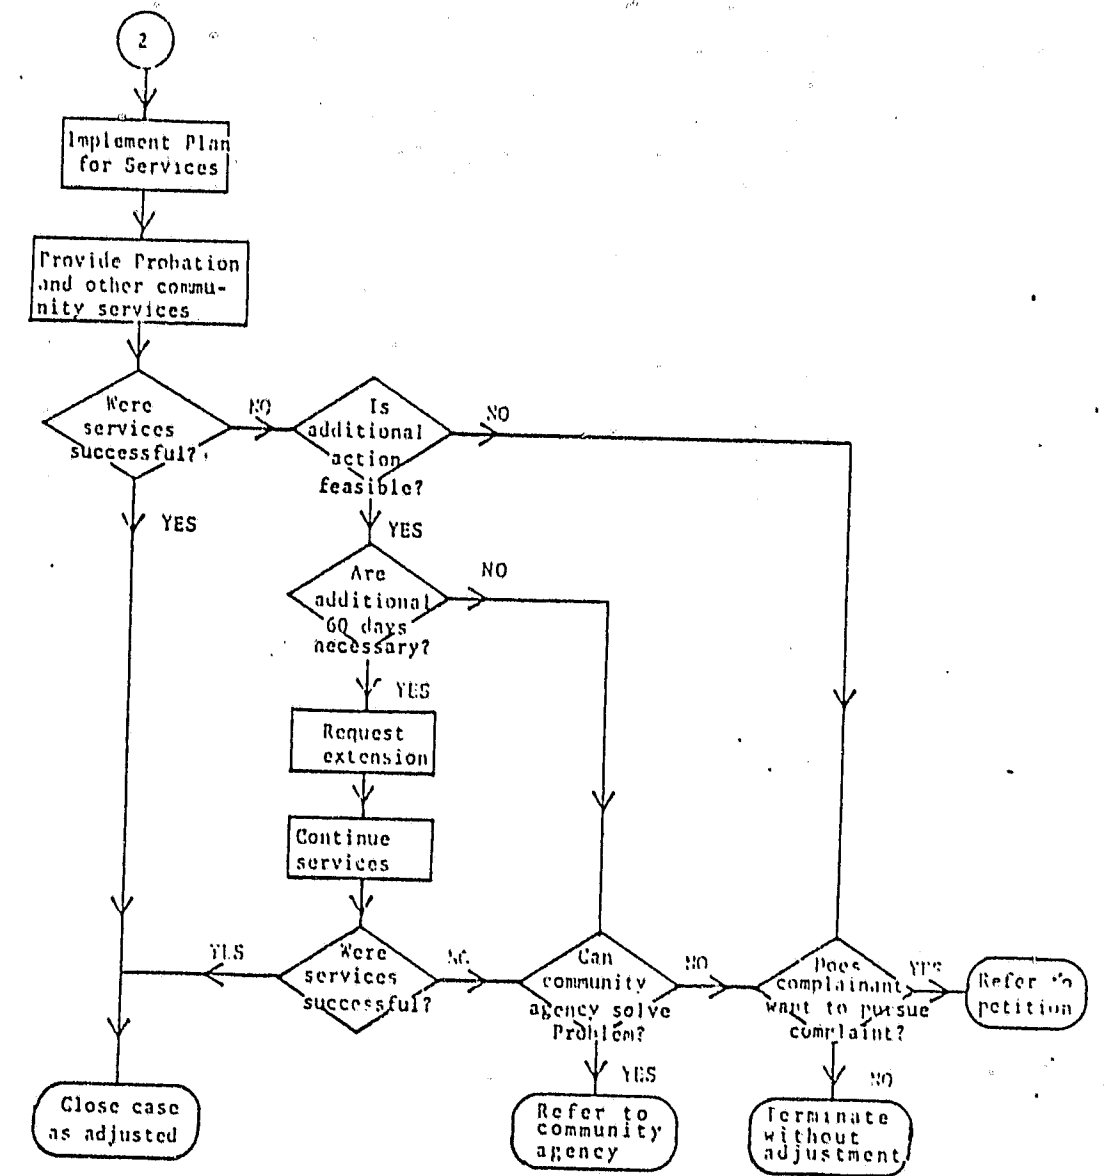 2
Implement Plan
for Services
Provide Probation
and other commu-
nity services
Were
services
successful?
NO
Is
additional
action
feasible?
NO
YES
YES
Are
additional
60 days
necessary?
NO
YES
Request
extension
Continue
services
Were
services
successful?
YES
NO
Can
community
agency solve
Problem?
NO
Does
complainant
want to pursue
complaint?
YES
Refer to
petition
YES
NO
Close case
as adjusted
Refer to
community
agency
Terminate
without
adjustment